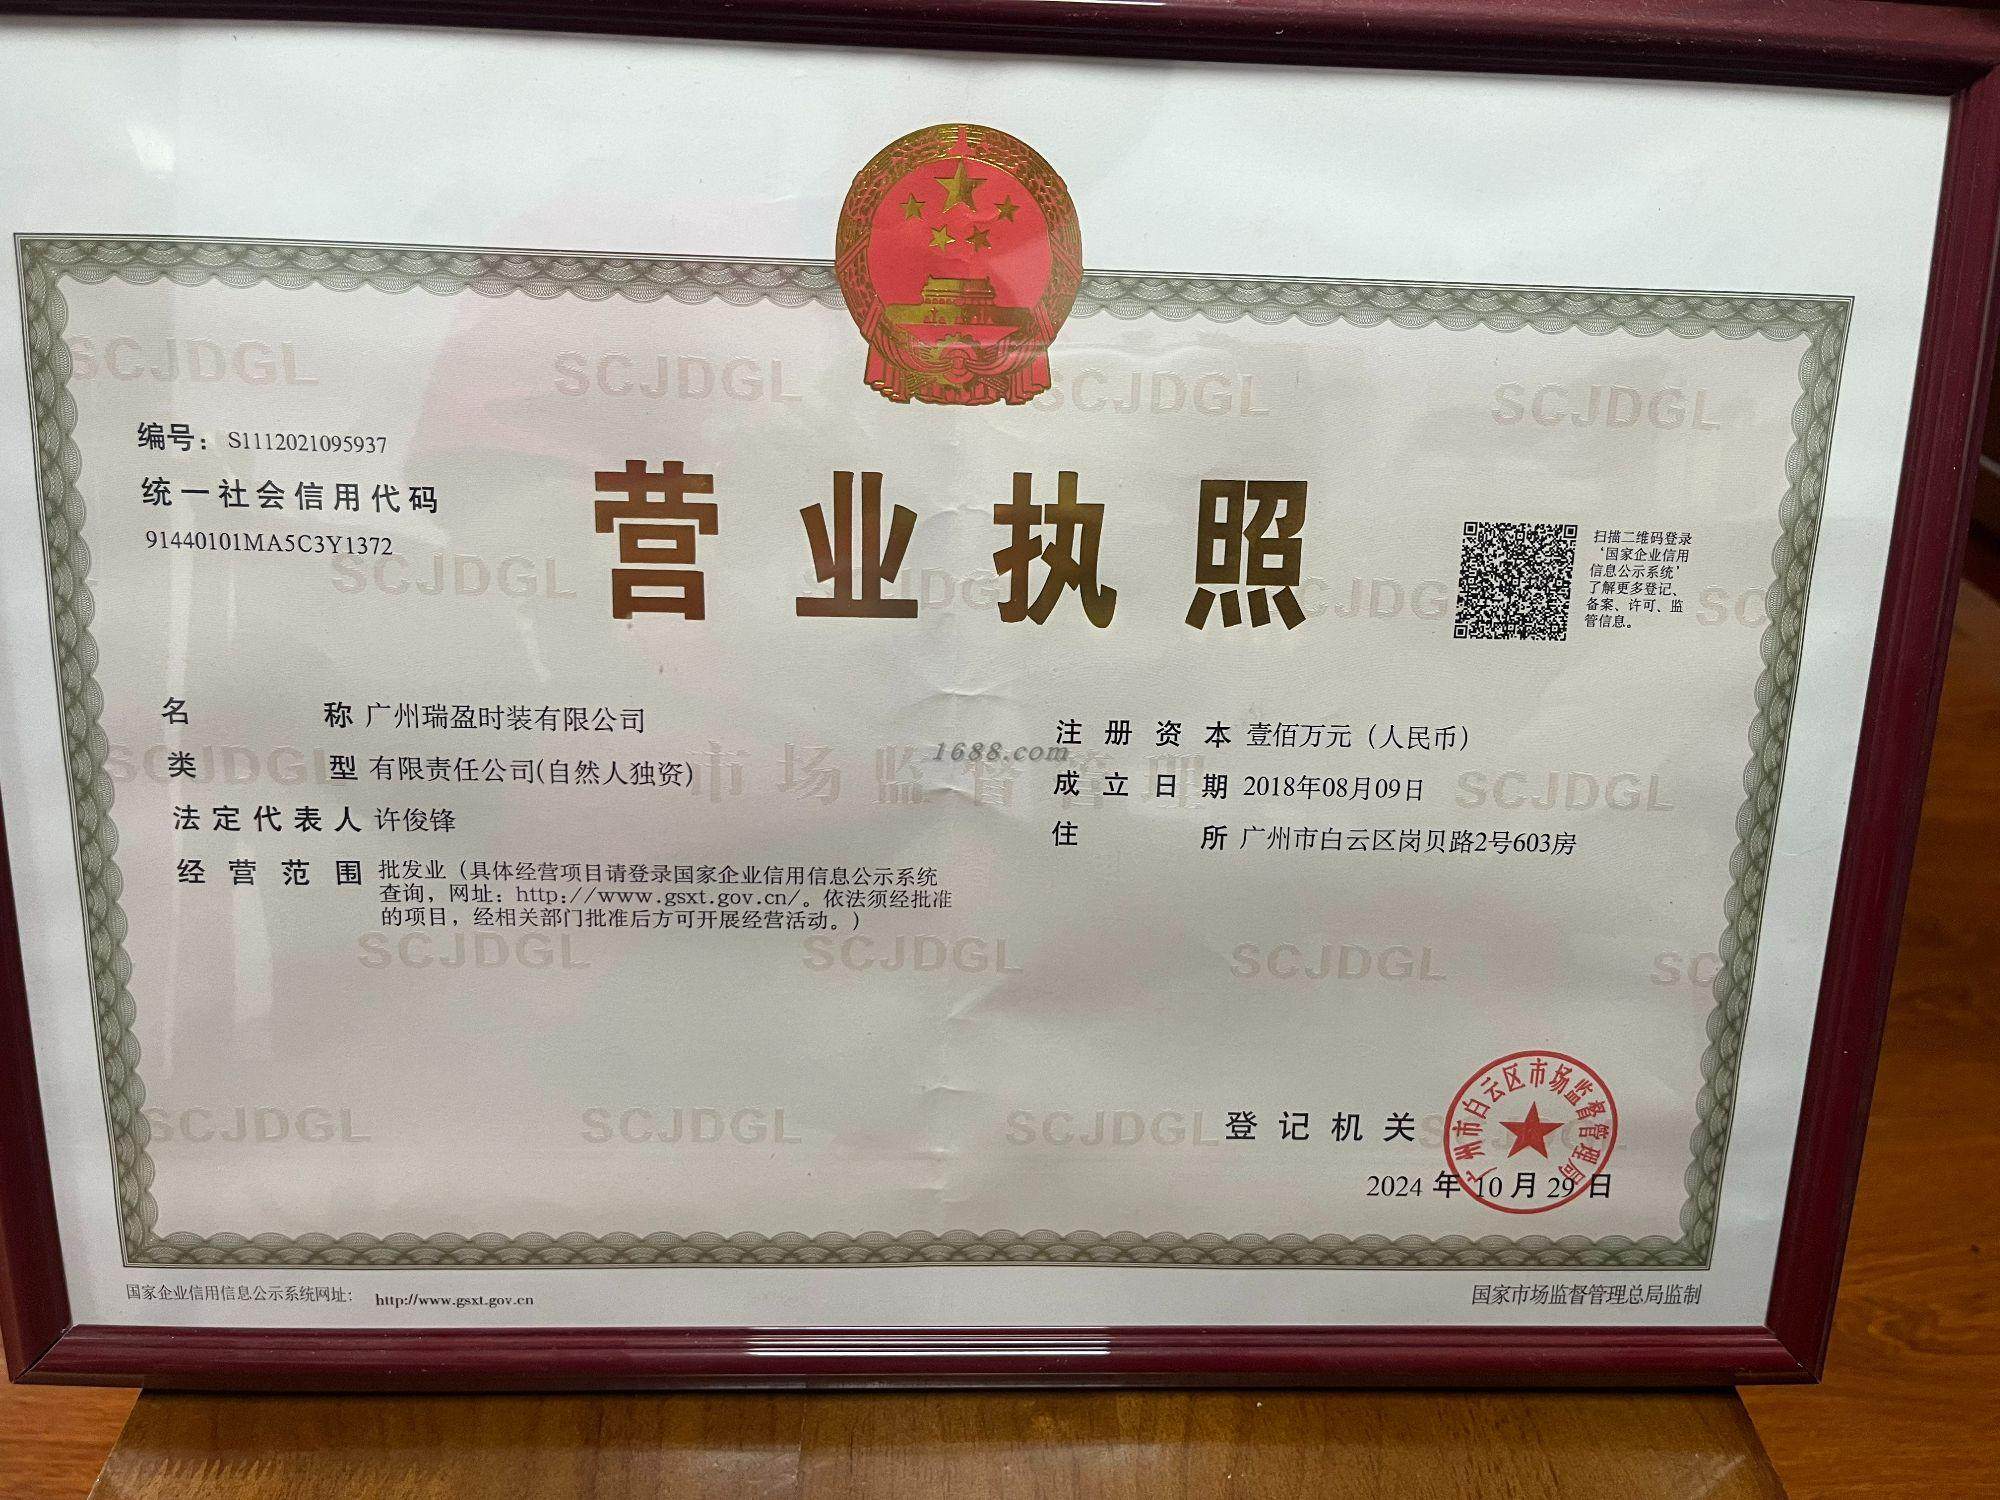 编号：S1112021095937
统一社会信用代码
91440101MA5C3Y1372
营业执照
扫描二维码登录
‘国家企业信用
信息公示系统’
了解更多登记、
备案、许可、监
管信息。
名称 广州瑞盈时装有限公司
类型 有限责任公司(自然人独资)
法定代表人 许俊锋
经营范围 批发业（具体经营项目请登录国家企业信用信息公示系统
查询，网址：http://www.gsxt.gov.cn/。依法须经批准
的项目，经相关部门批准后方可开展经营活动。）
注册资本 壹佰万元（人民币）
成立日期 2018年08月09日
住所 广州市白云区岗贝路2号603房
1688.com
市场监督管理
SCJDGL
登记机关
广州市白云区市场监督管理局
2024年10月29日
国家企业信用信息公示系统网址： http://www.gsxt.gov.cn
国家市场监督管理总局监制